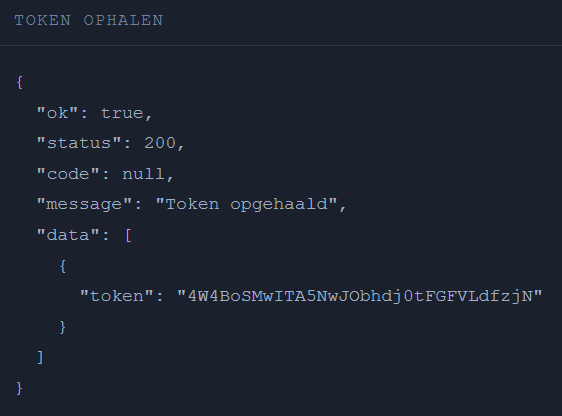 TOKEN OPHALEN
{
"ok": true,
"status": 200,
"code": null,
"message": "Token opgehaald",
"data": [
{
"token": "4W4BoSMwITA5NwJObhdj0tFGFVLdfzjN"
}
]
}